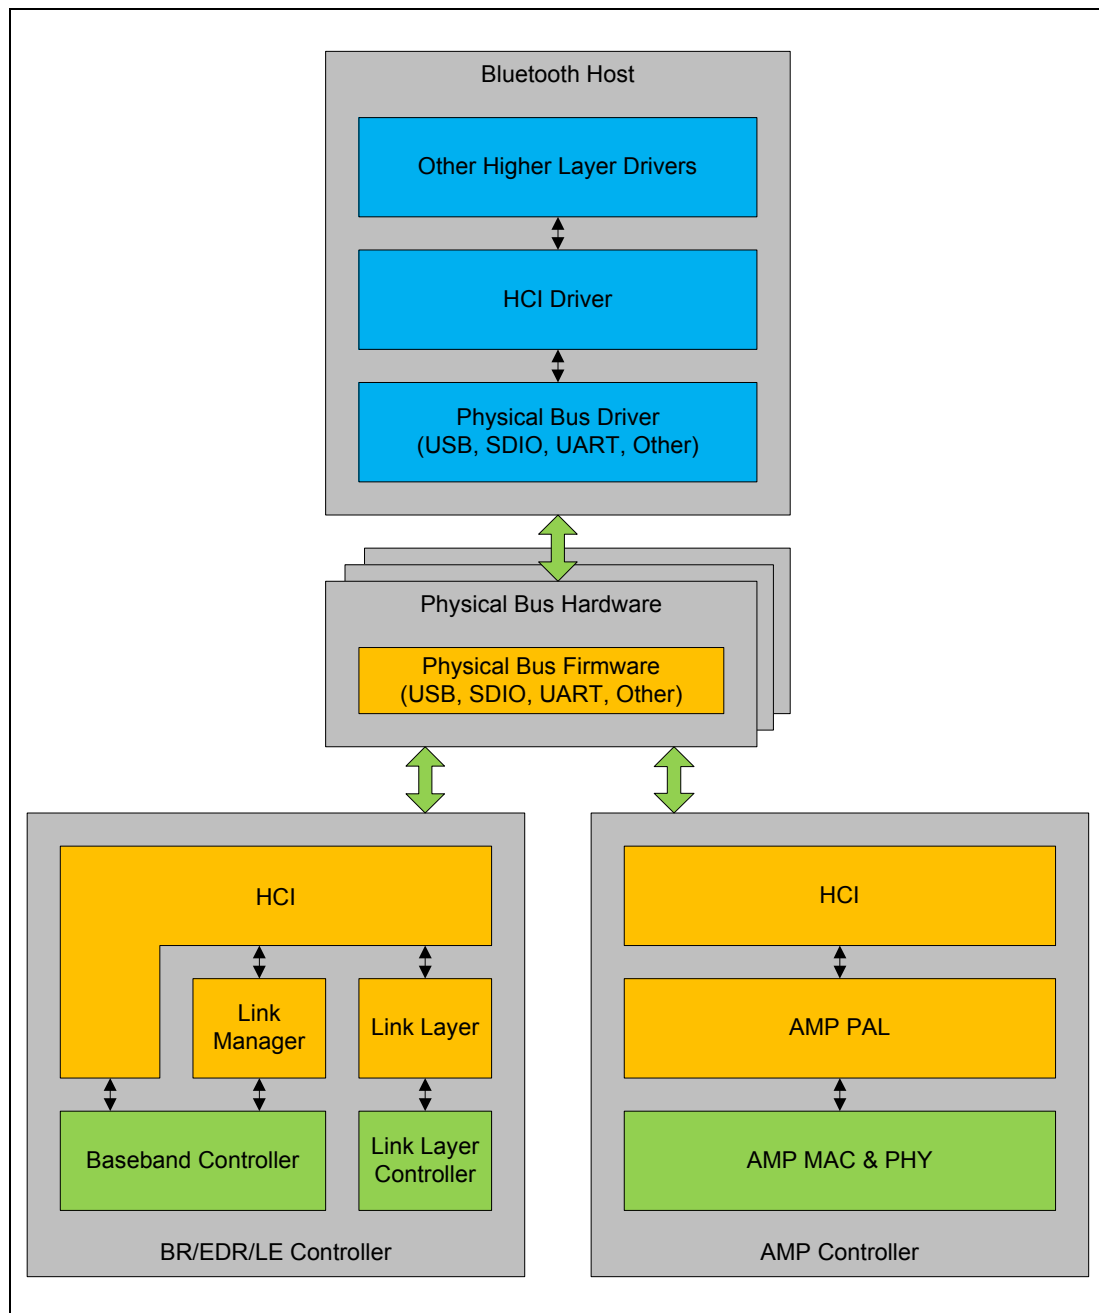 Bluetooth Host
Other Higher Layer Drivers
HCI Driver
Physical Bus Driver
(USB, SDIO, UART, Other)
Physical Bus Hardware
Physical Bus Firmware
(USB, SDIO, UART, Other)
HCI
Link
Manager
Link Layer
Baseband Controller
Link Layer
Controller
BR/EDR/LE Controller
HCI
AMP PAL
AMP MAC & PHY
AMP Controller